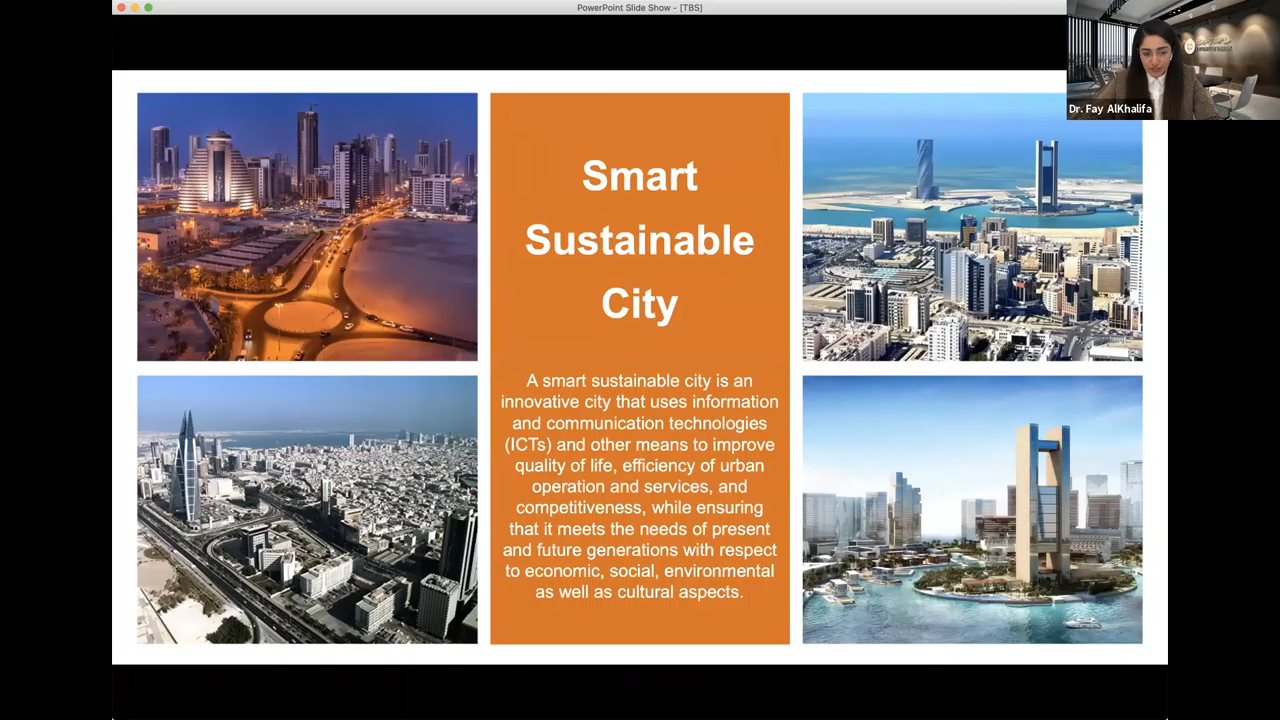 PowerPoint Slide Show - [TBS]
Dr. Fay AlKhalifa
Smart
Sustainable
City
A smart sustainable city is an
innovative city that uses information
and communication technologies
(ICTs) and other means to improve
quality of life, efficiency of urban
operation and services, and
competitiveness, while ensuring
that it meets the needs of present
and future generations with respect
to economic, social, environmental
as well as cultural aspects.